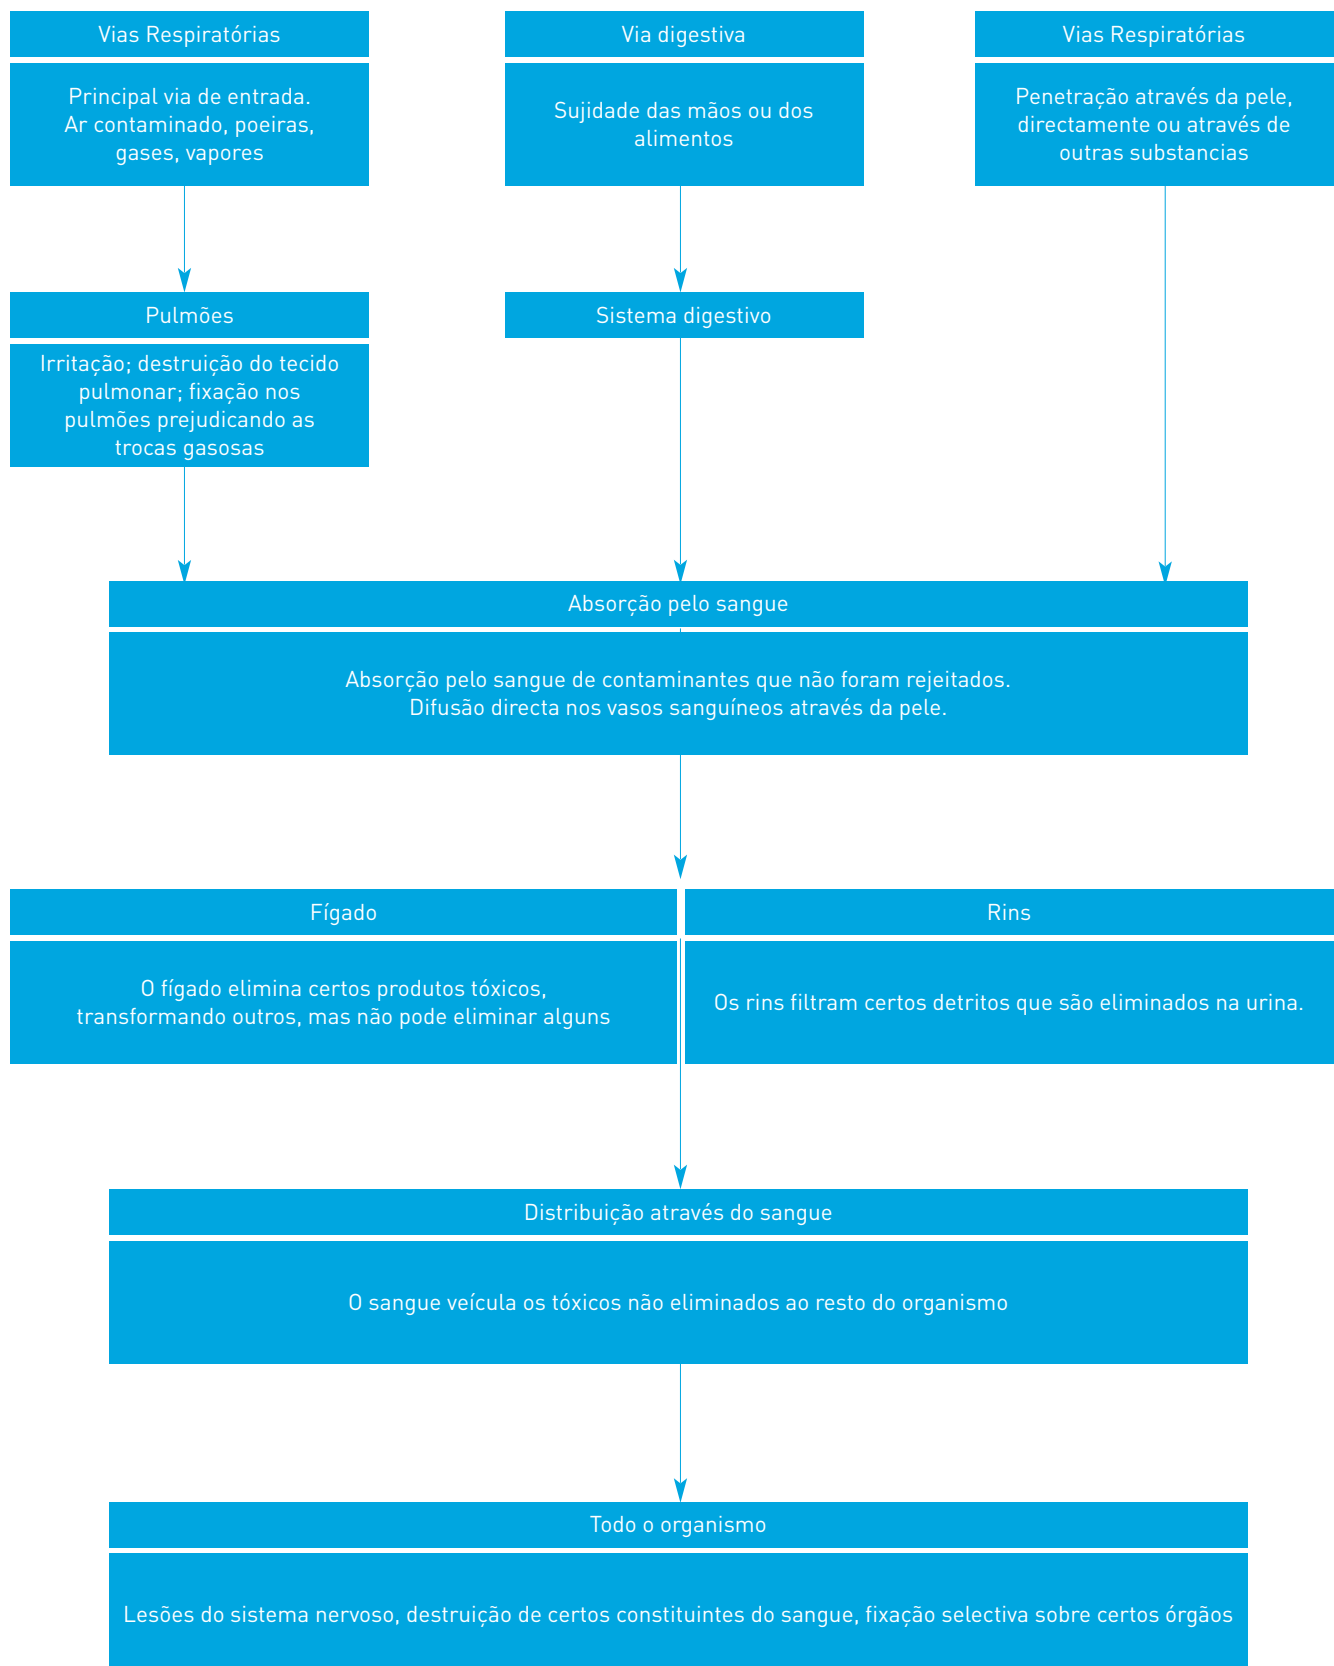 Vias Respiratórias
Principal via de entrada.
Ar contaminado, poeiras,
gases, vapores
Via digestiva
Sujidade das mãos ou dos
alimentos
Vias Respiratórias
Penetração através da pele,
directamente ou através de
outras substancias
Pulmões
Irritação; destruição do tecido
pulmonar; fixação nos
pulmões prejudicando as
trocas gasosas
Sistema digestivo
Absorção pelo sangue
Absorção pelo sangue de contaminantes que não foram rejeitados.
Difusão directa nos vasos sanguíneos através da pele.
Fígado
O fígado elimina certos produtos tóxicos,
transformando outros, mas não pode eliminar alguns
Rins
Os rins filtram certos detritos que são eliminados na urina.
Distribuição através do sangue
O sangue veícula os tóxicos não eliminados ao resto do organismo
Todo o organismo
Lesões do sistema nervoso, destruição de certos constituintes do sangue, fixação selectiva sobre certos órgãos